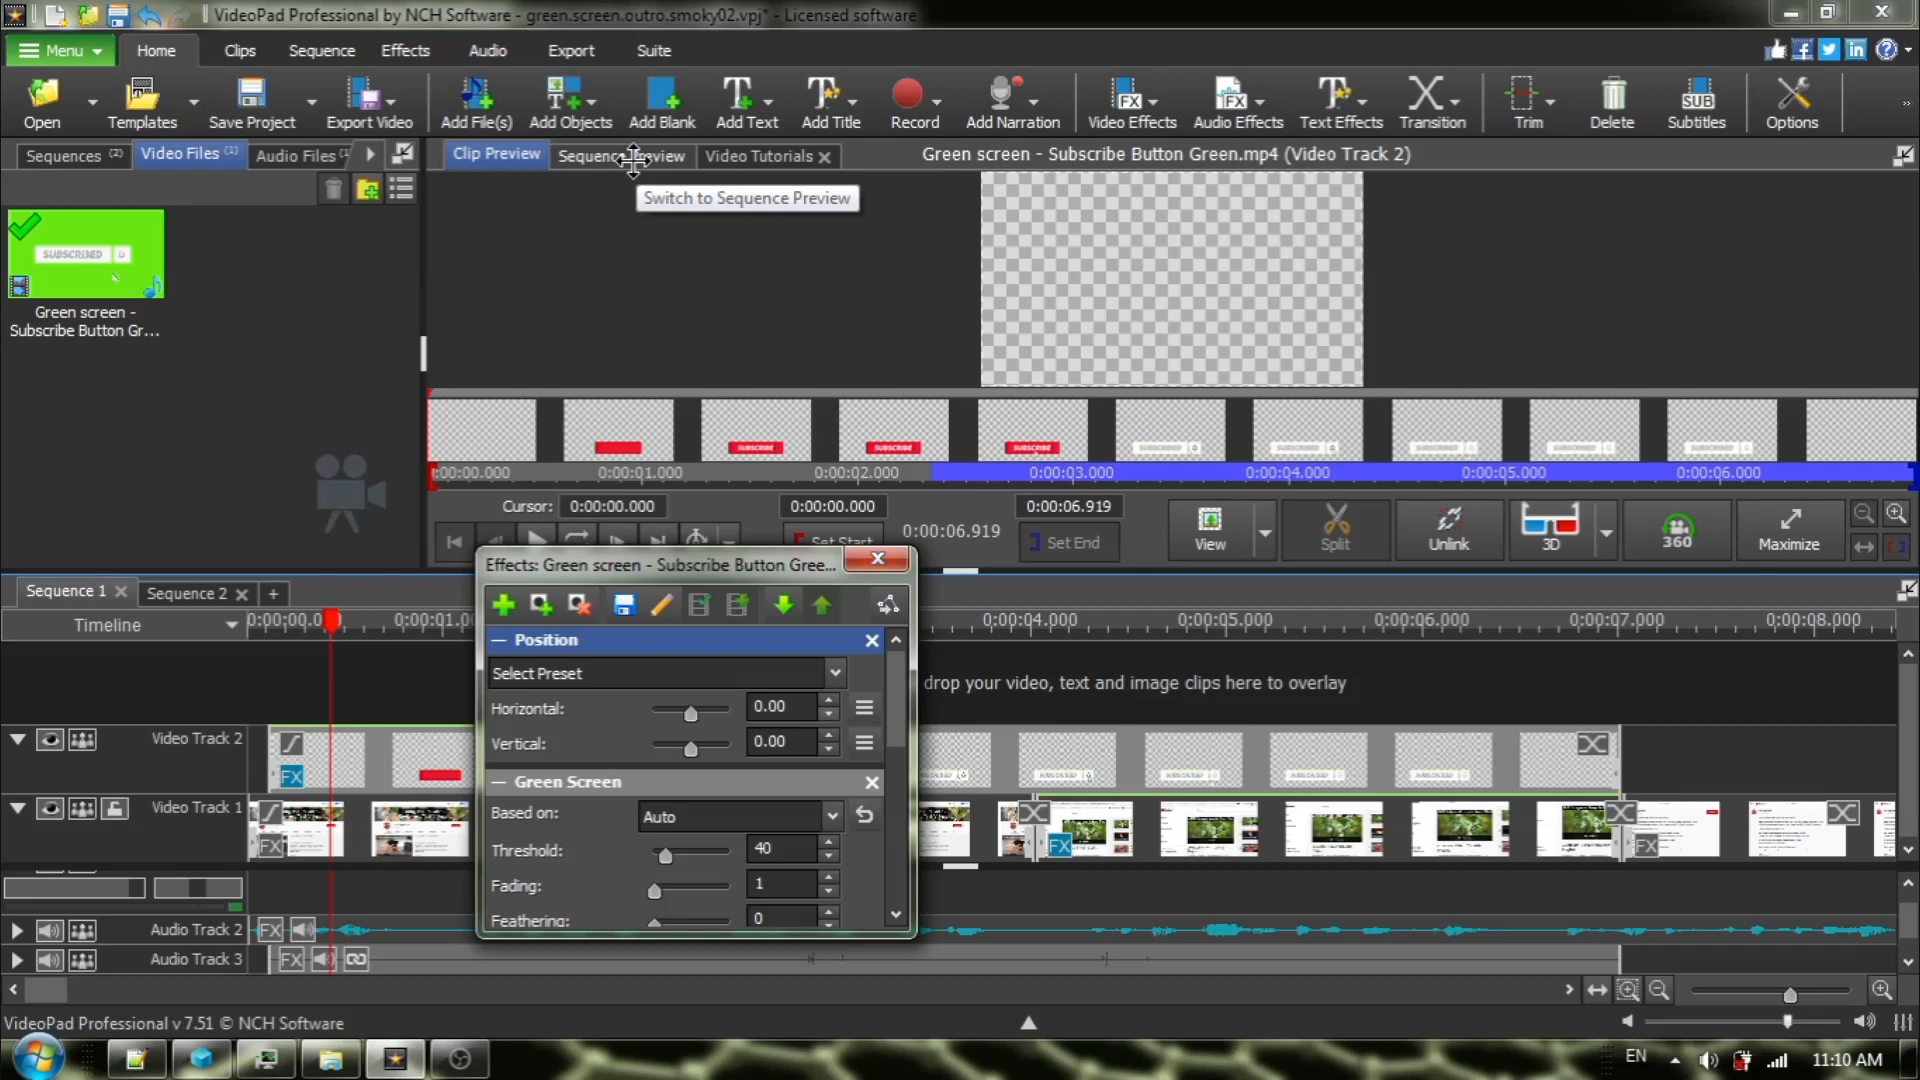 VideoPad Professional by NCH Software - green.screen.outro.smoky02.vpj* - Licensed software
Menu Home Clips Sequence Effects Audio Export Suite
Open Templates Save Project Export Video Add File(s) Add Objects Add Blank Add Text Add Title Record Add Narration Video Effects Audio Effects Text Effects Transition Trim Delete Subtitles Options
Sequences (2) Video Files (1) Audio Files (1 Clip Preview Sequence Preview Video Tutorials Green screen - Subscribe Button Green.mp4 (Video Track 2)
Switch to Sequence Preview
SUBSCRIBED
Green screen -
Subscribe Button Gr...
SUBSCRIBE SUBSCRIBE SUBSCRIBE
:00:00.000 0:00:01.000 0:00:02.000 0:00:03.000 0:00:04.000 0:00:05.000 0:00:06.000
Cursor: 0:00:00.000 0:00:00.000 0:00:06.919
Set Start 0:00:06.919 Set End View Split Unlink 3D 360 Maximize
Effects: Green screen - Subscribe Button Gree...
Sequence 1 Sequence 2 +
Timeline 0:00:00.0 0:00:01.0 0:00:04.000 0:00:05.000 0:00:06.000 0:00:07.000 0:00:08.000
Position
Select Preset
drop your video, text and image clips here to overlay
Horizontal: 0.00
Vertical: 0.00
Video Track 2
FX
Green Screen
Based on: Auto
Video Track 1
Threshold: 40
FX FX FX
Fading: 1
Feathering: 0
FX Audio Track 2
FX Audio Track 3
VideoPad Professional v 7.51 © NCH Software
EN 11:10 AM